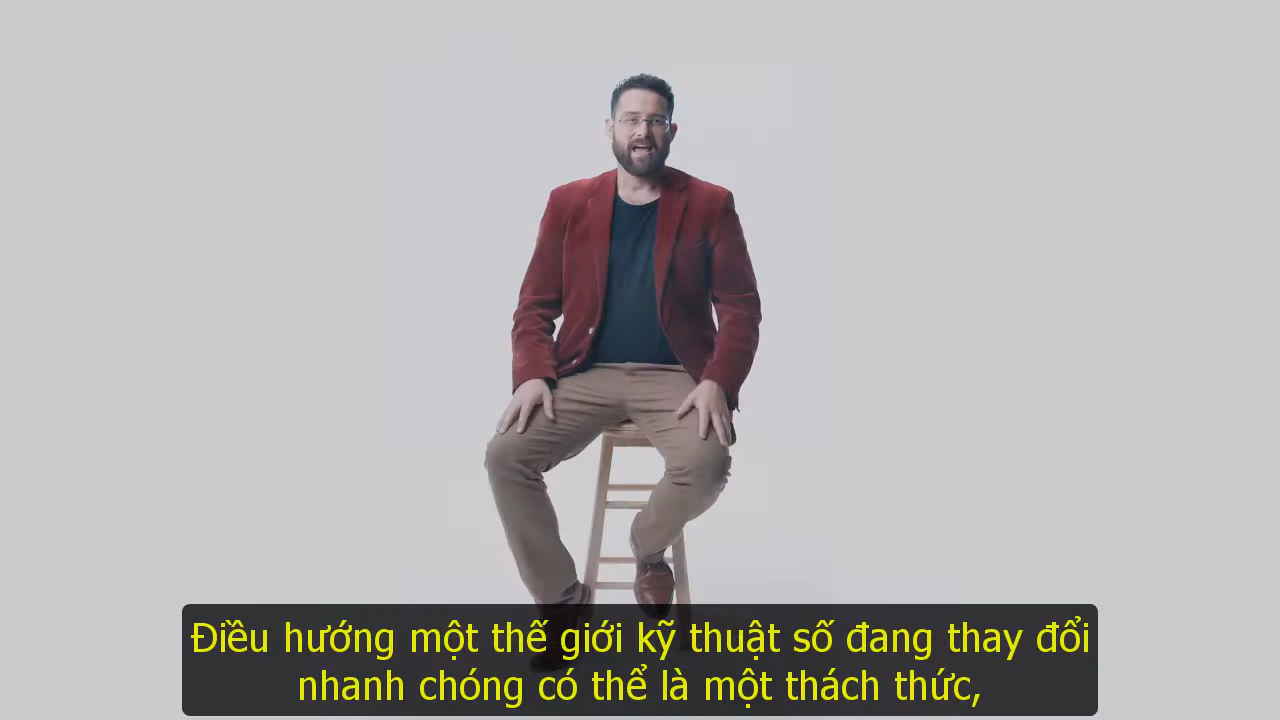 Điều hướng một thế giới kỹ thuật số đang thay đổi
nhanh chóng có thể là một thách thức,